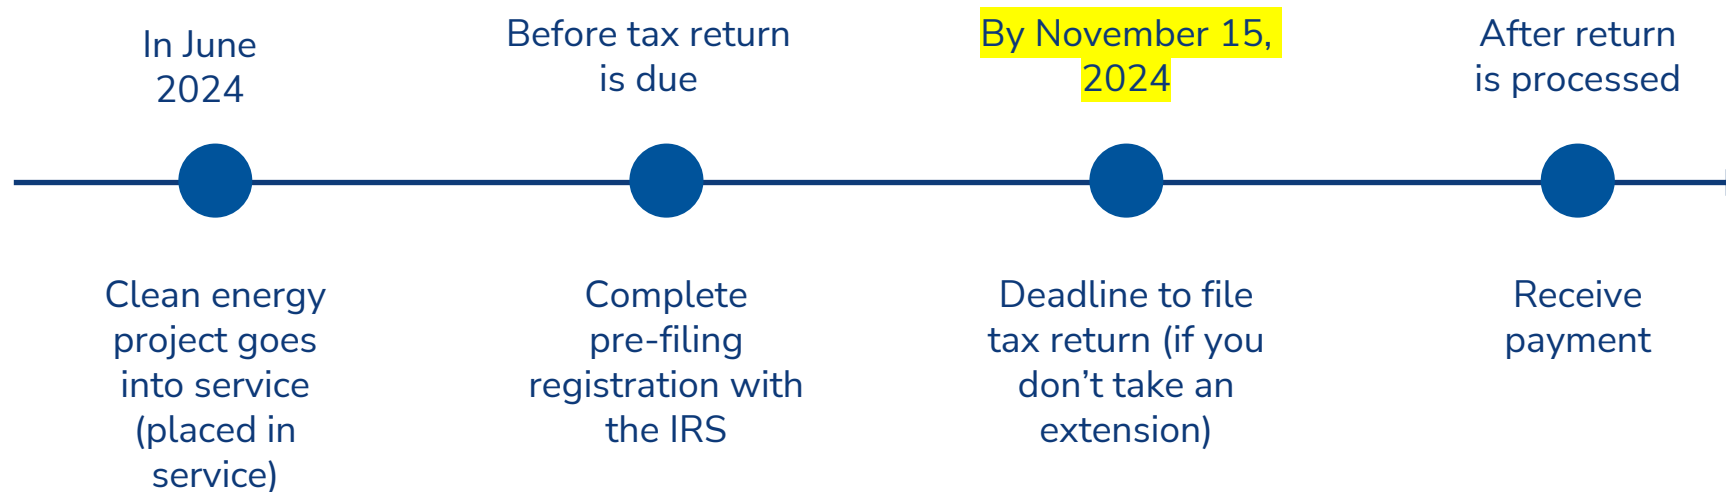 In June
2024
Before tax return
is due
By November 15,
2024
After return
is processed
Clean energy
project goes
into service
(placed in
service)
Complete
pre-filing
registration with
the IRS
Deadline to file
tax return (if you
don’t take an
extension)
Receive
payment